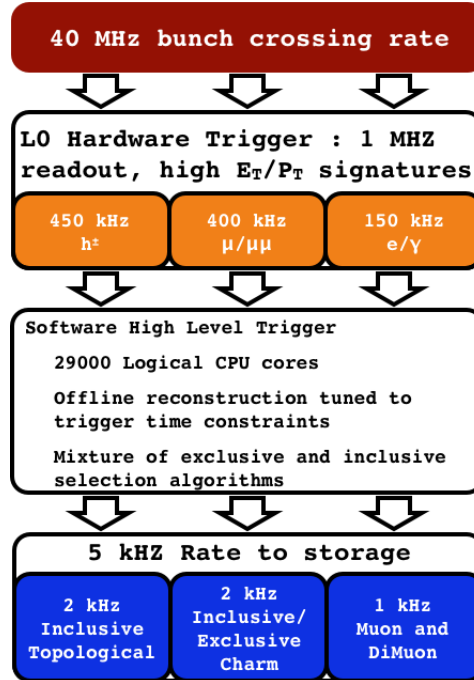 40 MHz bunch crossing rate
L0 Hardware Trigger : 1 MHZ
readout, high E_T/P_T signatures
450 kHz
h±
400 kHz
μ/μμ
150 kHz
e/γ
Software High Level Trigger
29000 Logical CPU cores
Offline reconstruction tuned to
trigger time constraints
Mixture of exclusive and inclusive
selection algorithms
5 kHZ Rate to storage
2 kHz
Inclusive
Topological
2 kHz
Inclusive/
Exclusive
Charm
1 kHz
Muon and
DiMuon